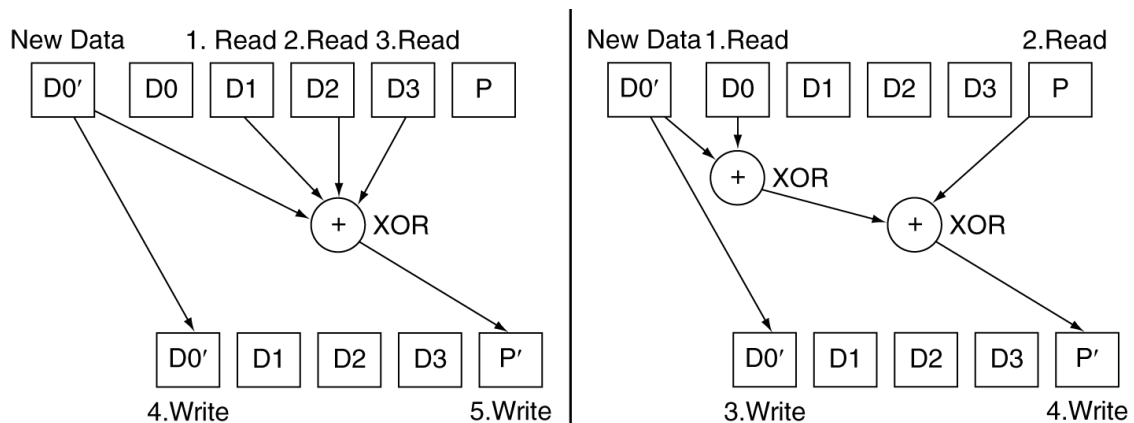 New Data 1. Read 2.Read 3.Read
D0′ D0 D1 D2 D3 P
+ XOR
D0′ D1 D2 D3 P′
4.Write 5.Write
New Data 1.Read 2.Read
D0′ D0 D1 D2 D3 P
+ XOR
+ XOR
D0′ D1 D2 D3 P′
3.Write 4.Write